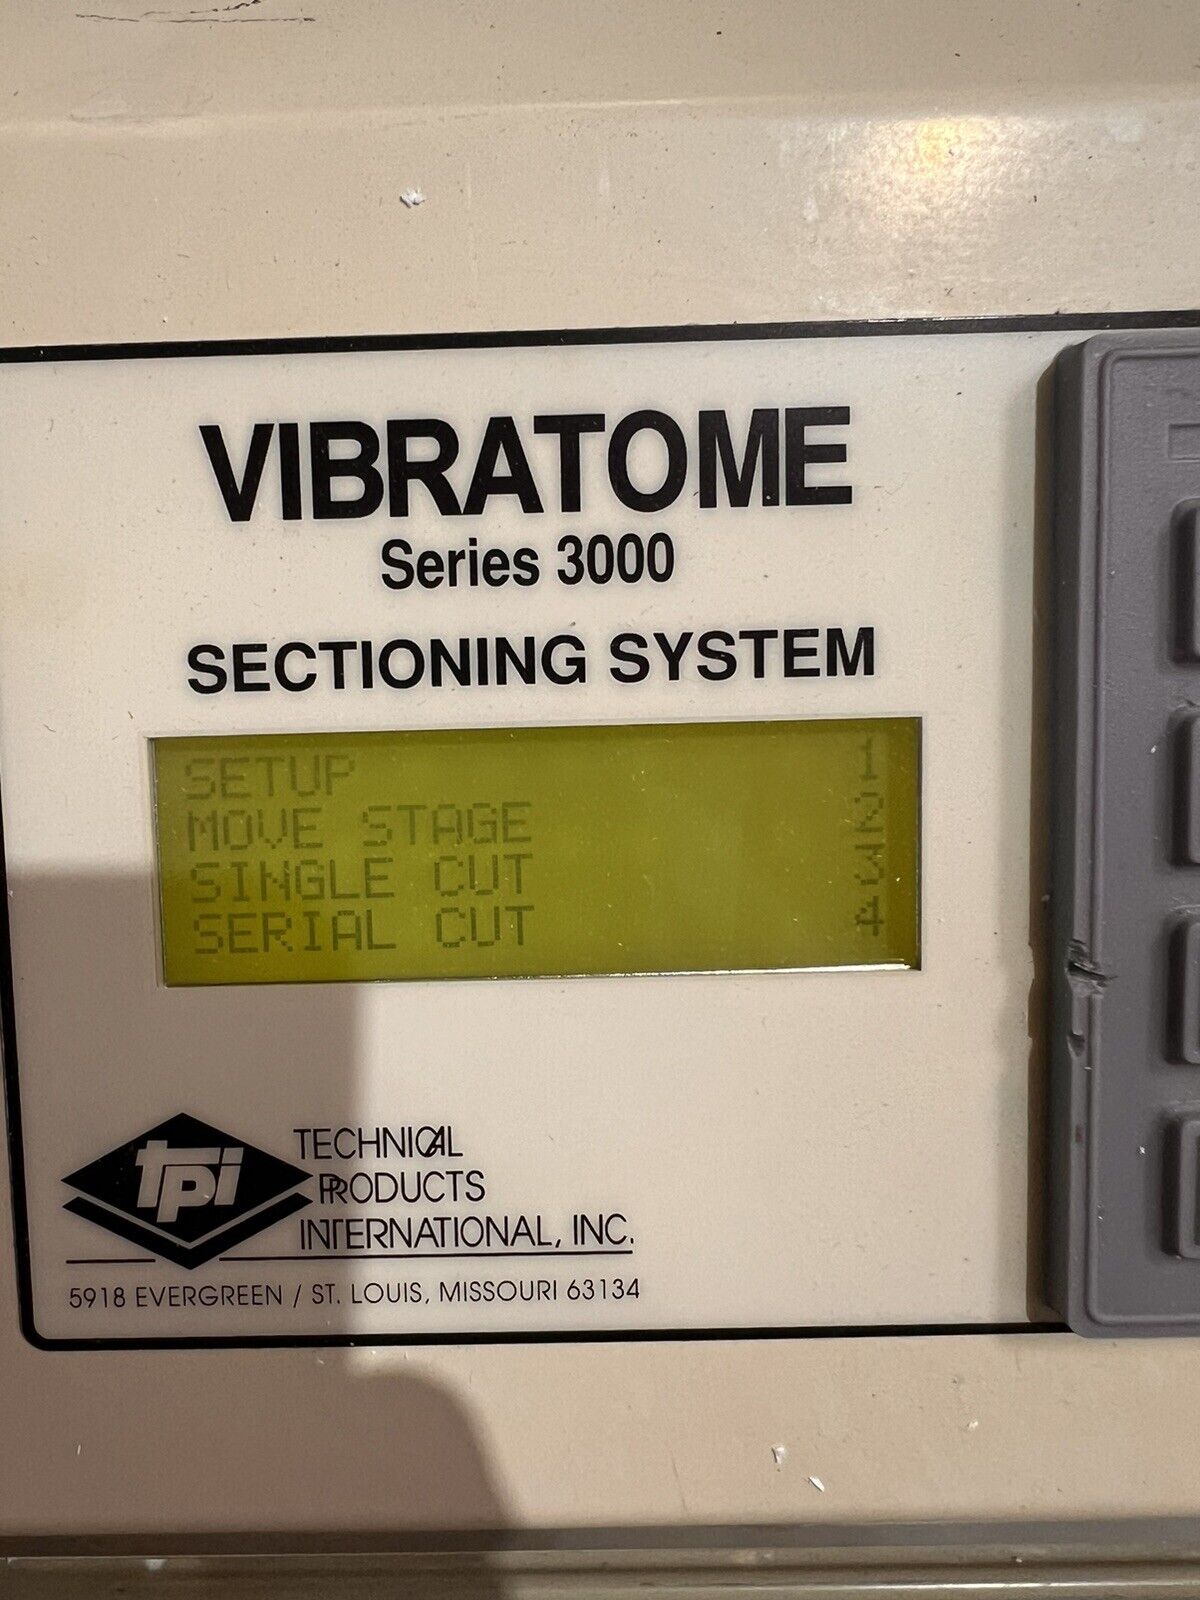 VIBRATOME
Series 3000
SECTIONING SYSTEM
SETUP 1
MOVE STAGE 2
SINGLE CUT 3
SERIAL CUT 4
tpi
TECHNICAL
PRODUCTS
INTERNATIONAL, INC.
5918 EVERGREEN / ST. LOUIS, MISSOURI 63134